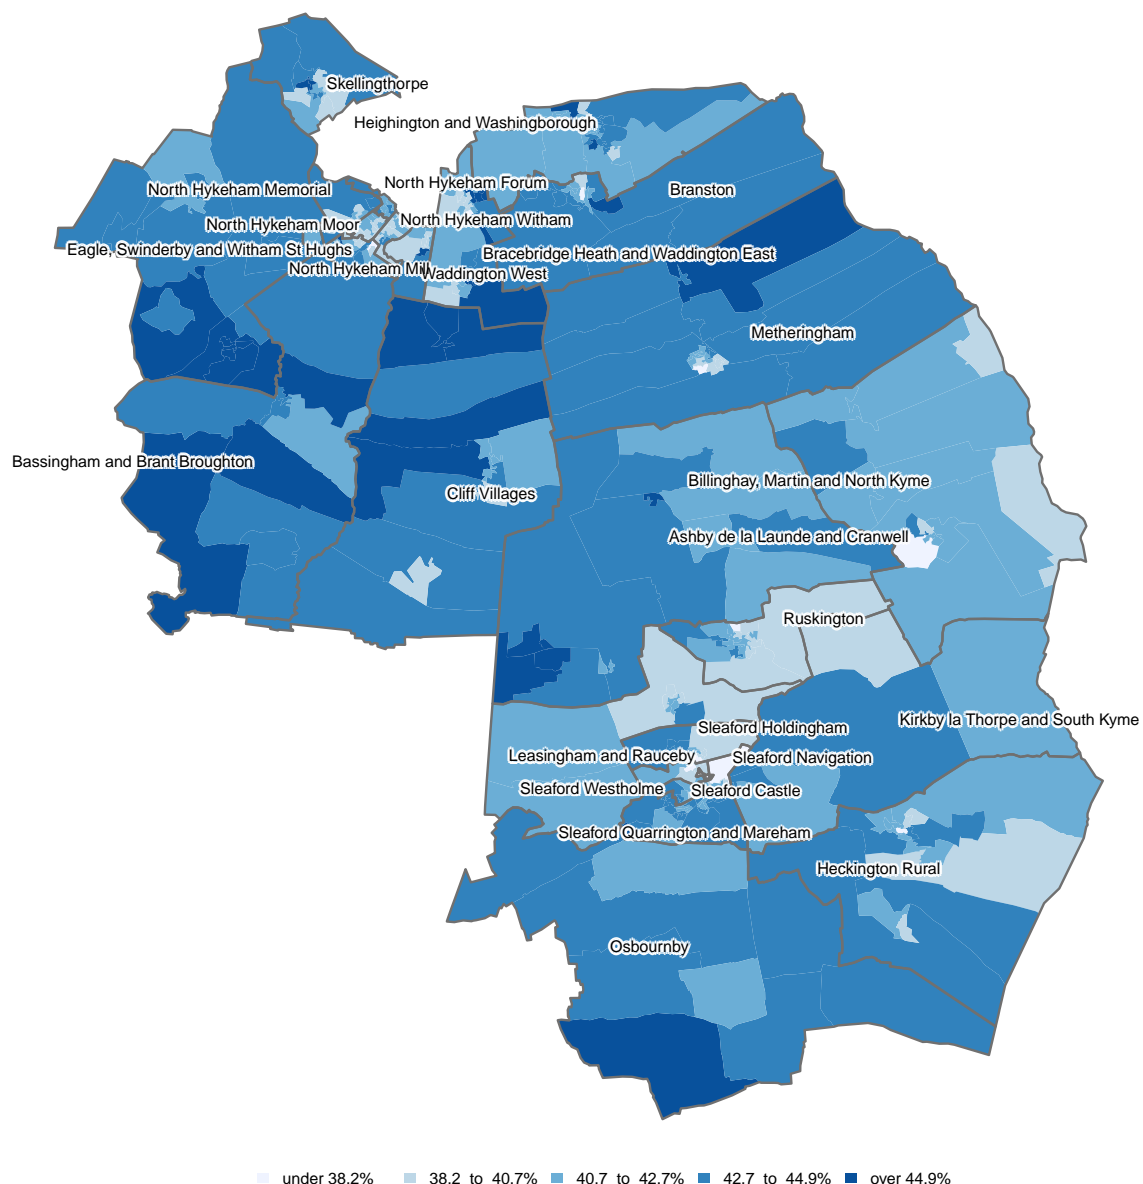 Skellingthorpe
Heighington and Washingborough
North Hykeham Memorial
North Hykeham Forum
Branston
North Hykeham Moor
North Hykeham Witham
Eagle, Swinderby and Witham St Hughs
Bracebridge Heath and Waddington East
North Hykeham Mill
Waddington West
Metheringham
Bassingham and Brant Broughton
Billinghay, Martin and North Kyme
Cliff Villages
Ashby de la Launde and Cranwell
Ruskington
Kirkby la Thorpe and South Kyme
Sleaford Holdingham
Leasingham and Rauceby
Sleaford Navigation
Sleaford Westholme
Sleaford Castle
Sleaford Quarrington and Mareham
Heckington Rural
Osbournby
under 38.2% 38.2 to 40.7% 40.7 to 42.7% 42.7 to 44.9% over 44.9%